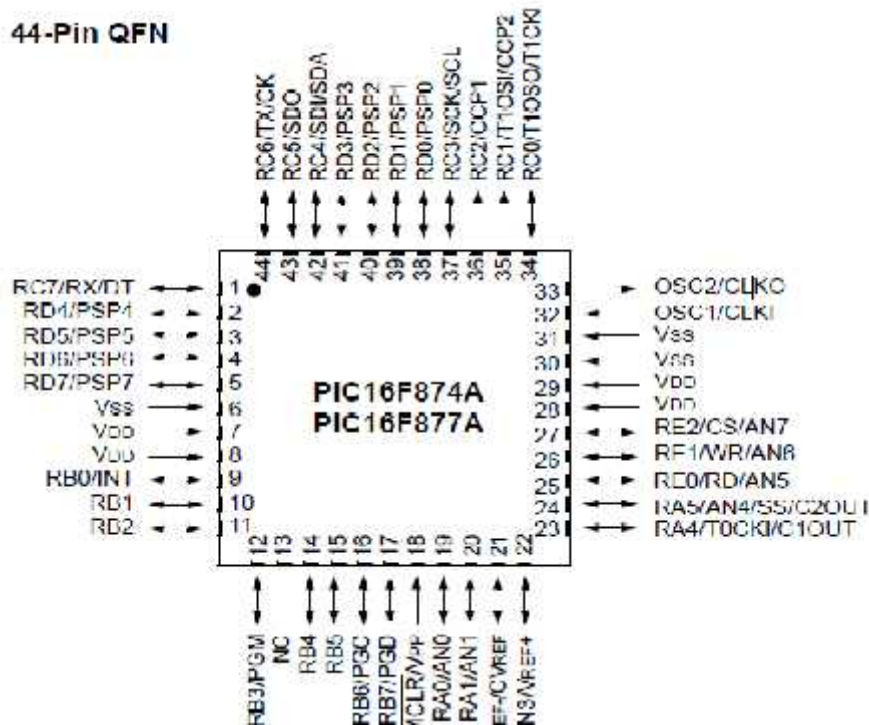 44-Pin QFN
RC6/TX/CK
RC5/SDO
RC4/SDI/SDA
RD3/PSP3
RD2/PSP2
RD1/PSP1
RD0/PSP0
RC3/SCK/SCL
RC2/CCP1
RC1/T1OSI/CCP2
RC0/T1OSO/T1CKI
44 43 42 41 40 39 38 37 36 35 34
RC7/RX/DT 1
RD4/PSP4 2
RD5/PSP5 3
RD6/PSP6 4
RD7/PSP7 5
VSS 6
VDD 7
VDD 8
RB0/INT 9
RB1 10
RB2 11
PIC16F874A
PIC16F877A
33 OSC2/CLKO
32 OSC1/CLKI
31 VSS
30 VSS
29 VDD
28 VDD
27 RE2/CS/AN7
26 RE1/WR/AN6
25 RE0/RD/AN5
24 RA5/AN4/SS/C2OUT
23 RA4/T0CKI/C1OUT
12 13 14 15 16 17 18 19 20 21 22
RB3/PGM
NC
RB4
RB5
RB6/PGC
RB7/PGD
MCLR/VPP
RA0/AN0
RA1/AN1
EF-/CVREF
N3/VREF+